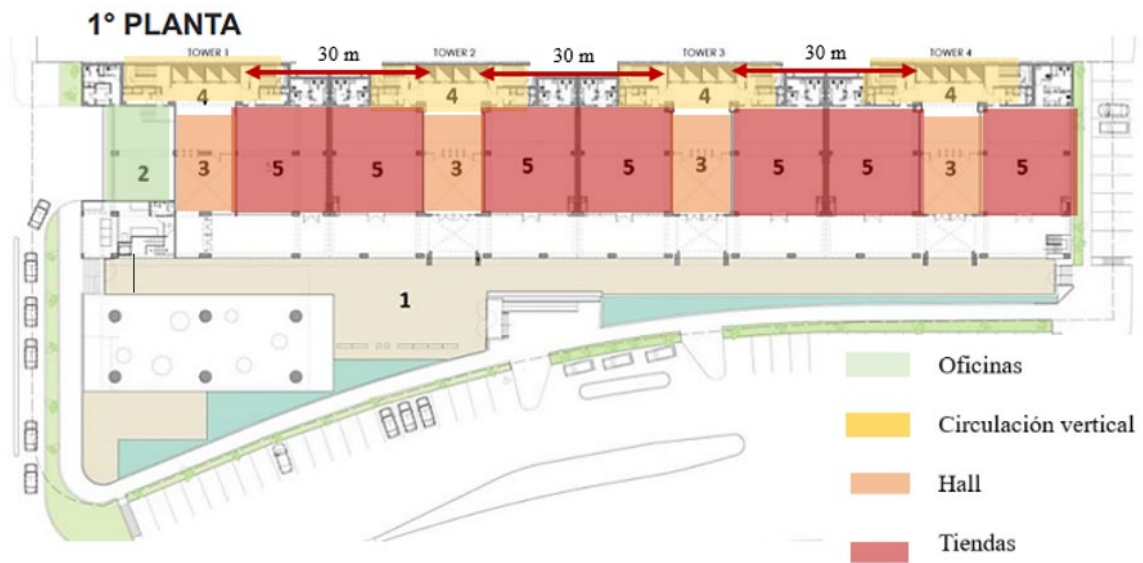 1° PLANTA
TOWER 1
30 m
TOWER 2
30 m
TOWER 3
30 m
TOWER 4
4
4
4
4
2
3
5
5
3
5
5
3
5
5
3
5
1
Oficinas
Circulación vertical
Hall
Tiendas